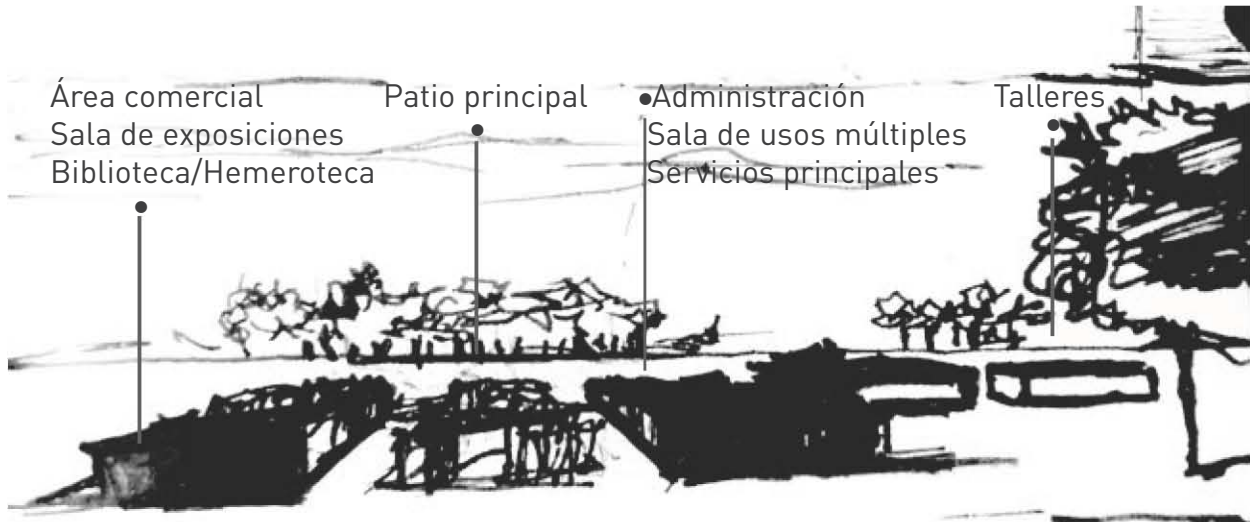 Área comercial
Sala de exposiciones
Biblioteca/Hemeroteca
Patio principal
Administración
Sala de usos múltiples
Servicios principales
Talleres